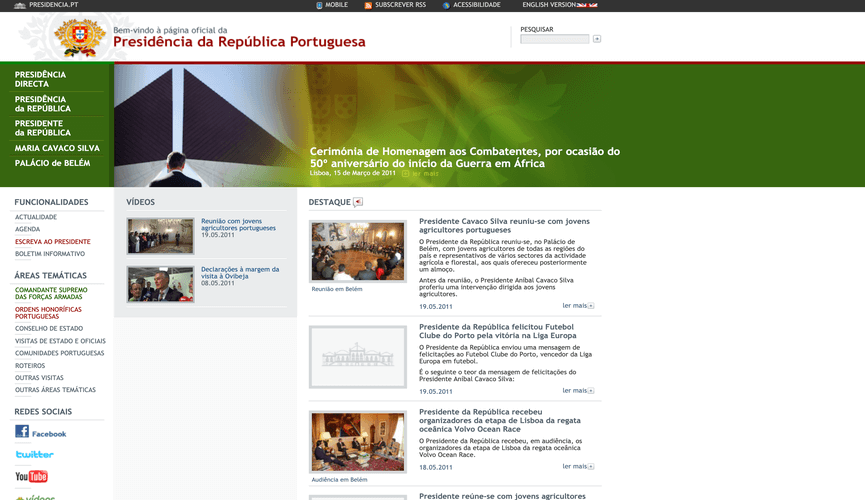 PRESIDENCIA.PT
MOBILE
SUBSCREVER RSS
ACESSIBILIDADE
ENGLISH VERSION
Bem-vindo à página oficial da
Presidência da República Portuguesa
PESQUISAR
PRESIDÊNCIA
DIRECTA
PRESIDÊNCIA
da REPÚBLICA
PRESIDENTE
da REPÚBLICA
MARIA CAVACO SILVA
PALÁCIO de BELÉM
Cerimónia de Homenagem aos Combatentes, por ocasião do
50º aniversário do início da Guerra em África
Lisboa, 15 de Março de 2011
ler mais
FUNCIONALIDADES
ACTUALIDADE
AGENDA
ESCREVA AO PRESIDENTE
BOLETIM INFORMATIVO
ÁREAS TEMÁTICAS
COMANDANTE SUPREMO
DAS FORÇAS ARMADAS
ORDENS HONORÍFICAS
PORTUGUESAS
CONSELHO DE ESTADO
VISITAS DE ESTADO E OFICIAIS
COMUNIDADES PORTUGUESAS
ROTEIROS
OUTRAS VISITAS
OUTRAS ÁREAS TEMÁTICAS
REDES SOCIAIS
Facebook
twitter
YouTube
vídeos
VÍDEOS
Reunião com jovens
agricultores portugueses
19.05.2011
Declarações à margem da
visita à Ovibeja
08.05.2011
DESTAQUE
Reunião em Belém
Presidente Cavaco Silva reuniu-se com jovens
agricultores portugueses
O Presidente da República reuniu-se, no Palácio de
Belém, com jovens agricultores de todas as regiões do
país e representativos de vários sectores da actividade
agrícola e florestal, aos quais ofereceu posteriormente
um almoço.
Antes da reunião, o Presidente Aníbal Cavaco Silva
proferiu uma intervenção dirigida aos jovens
agricultores.
19.05.2011
ler mais
Presidente da República felicitou Futebol
Clube do Porto pela vitória na Liga Europa
O Presidente da República enviou uma mensagem de
felicitações ao Futebol Clube do Porto, vencedor da Liga
Europa em futebol.
É o seguinte o teor da mensagem de felicitações do
Presidente Aníbal Cavaco Silva:
19.05.2011
ler mais
Audiência em Belém
Presidente da República recebeu
organizadores da etapa de Lisboa da regata
oceânica Volvo Ocean Race
O Presidente da República recebeu, em audiência, os
organizadores da etapa de Lisboa da regata oceânica
Volvo Ocean Race.
18.05.2011
ler mais
Presidente reúne-se com jovens agricultores